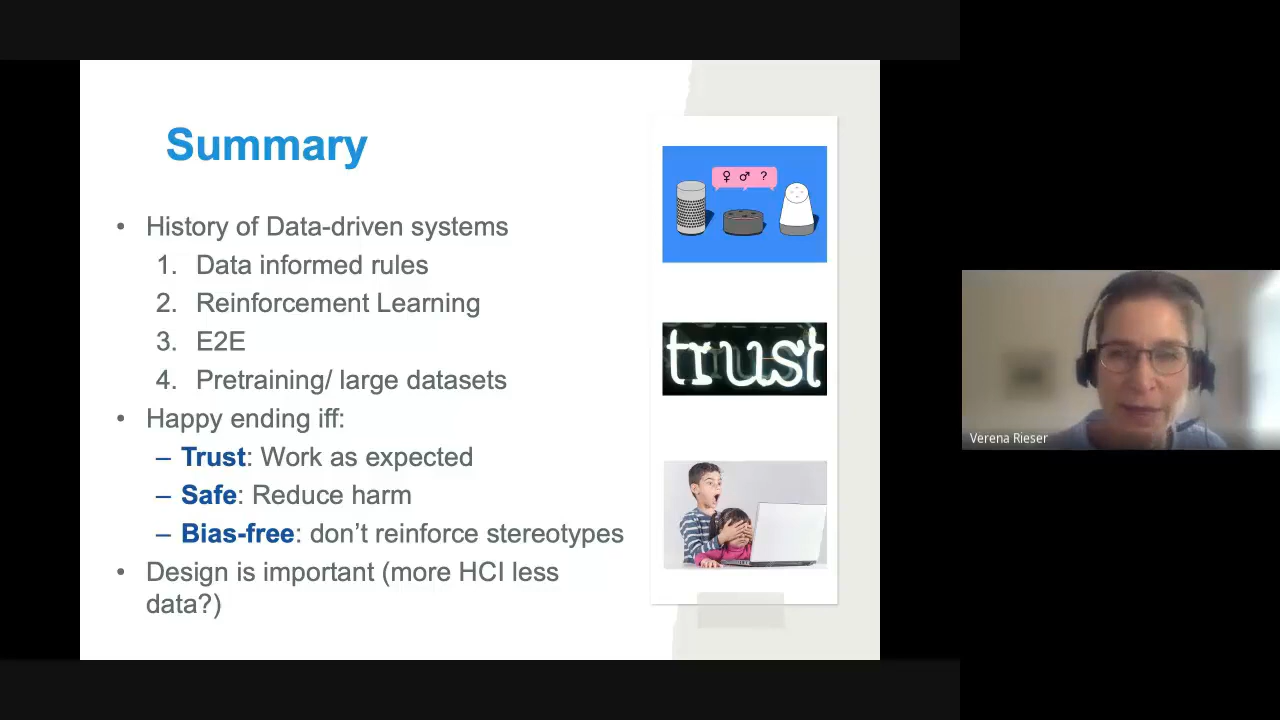 Summary
• History of Data-driven systems
1. Data informed rules
2. Reinforcement Learning
3. E2E
4. Pretraining/ large datasets
• Happy ending iff:
– Trust: Work as expected
– Safe: Reduce harm
– Bias-free: don’t reinforce stereotypes
• Design is important (more HCI less
data?)
♀ ♂ ?
trust
Verena Rieser